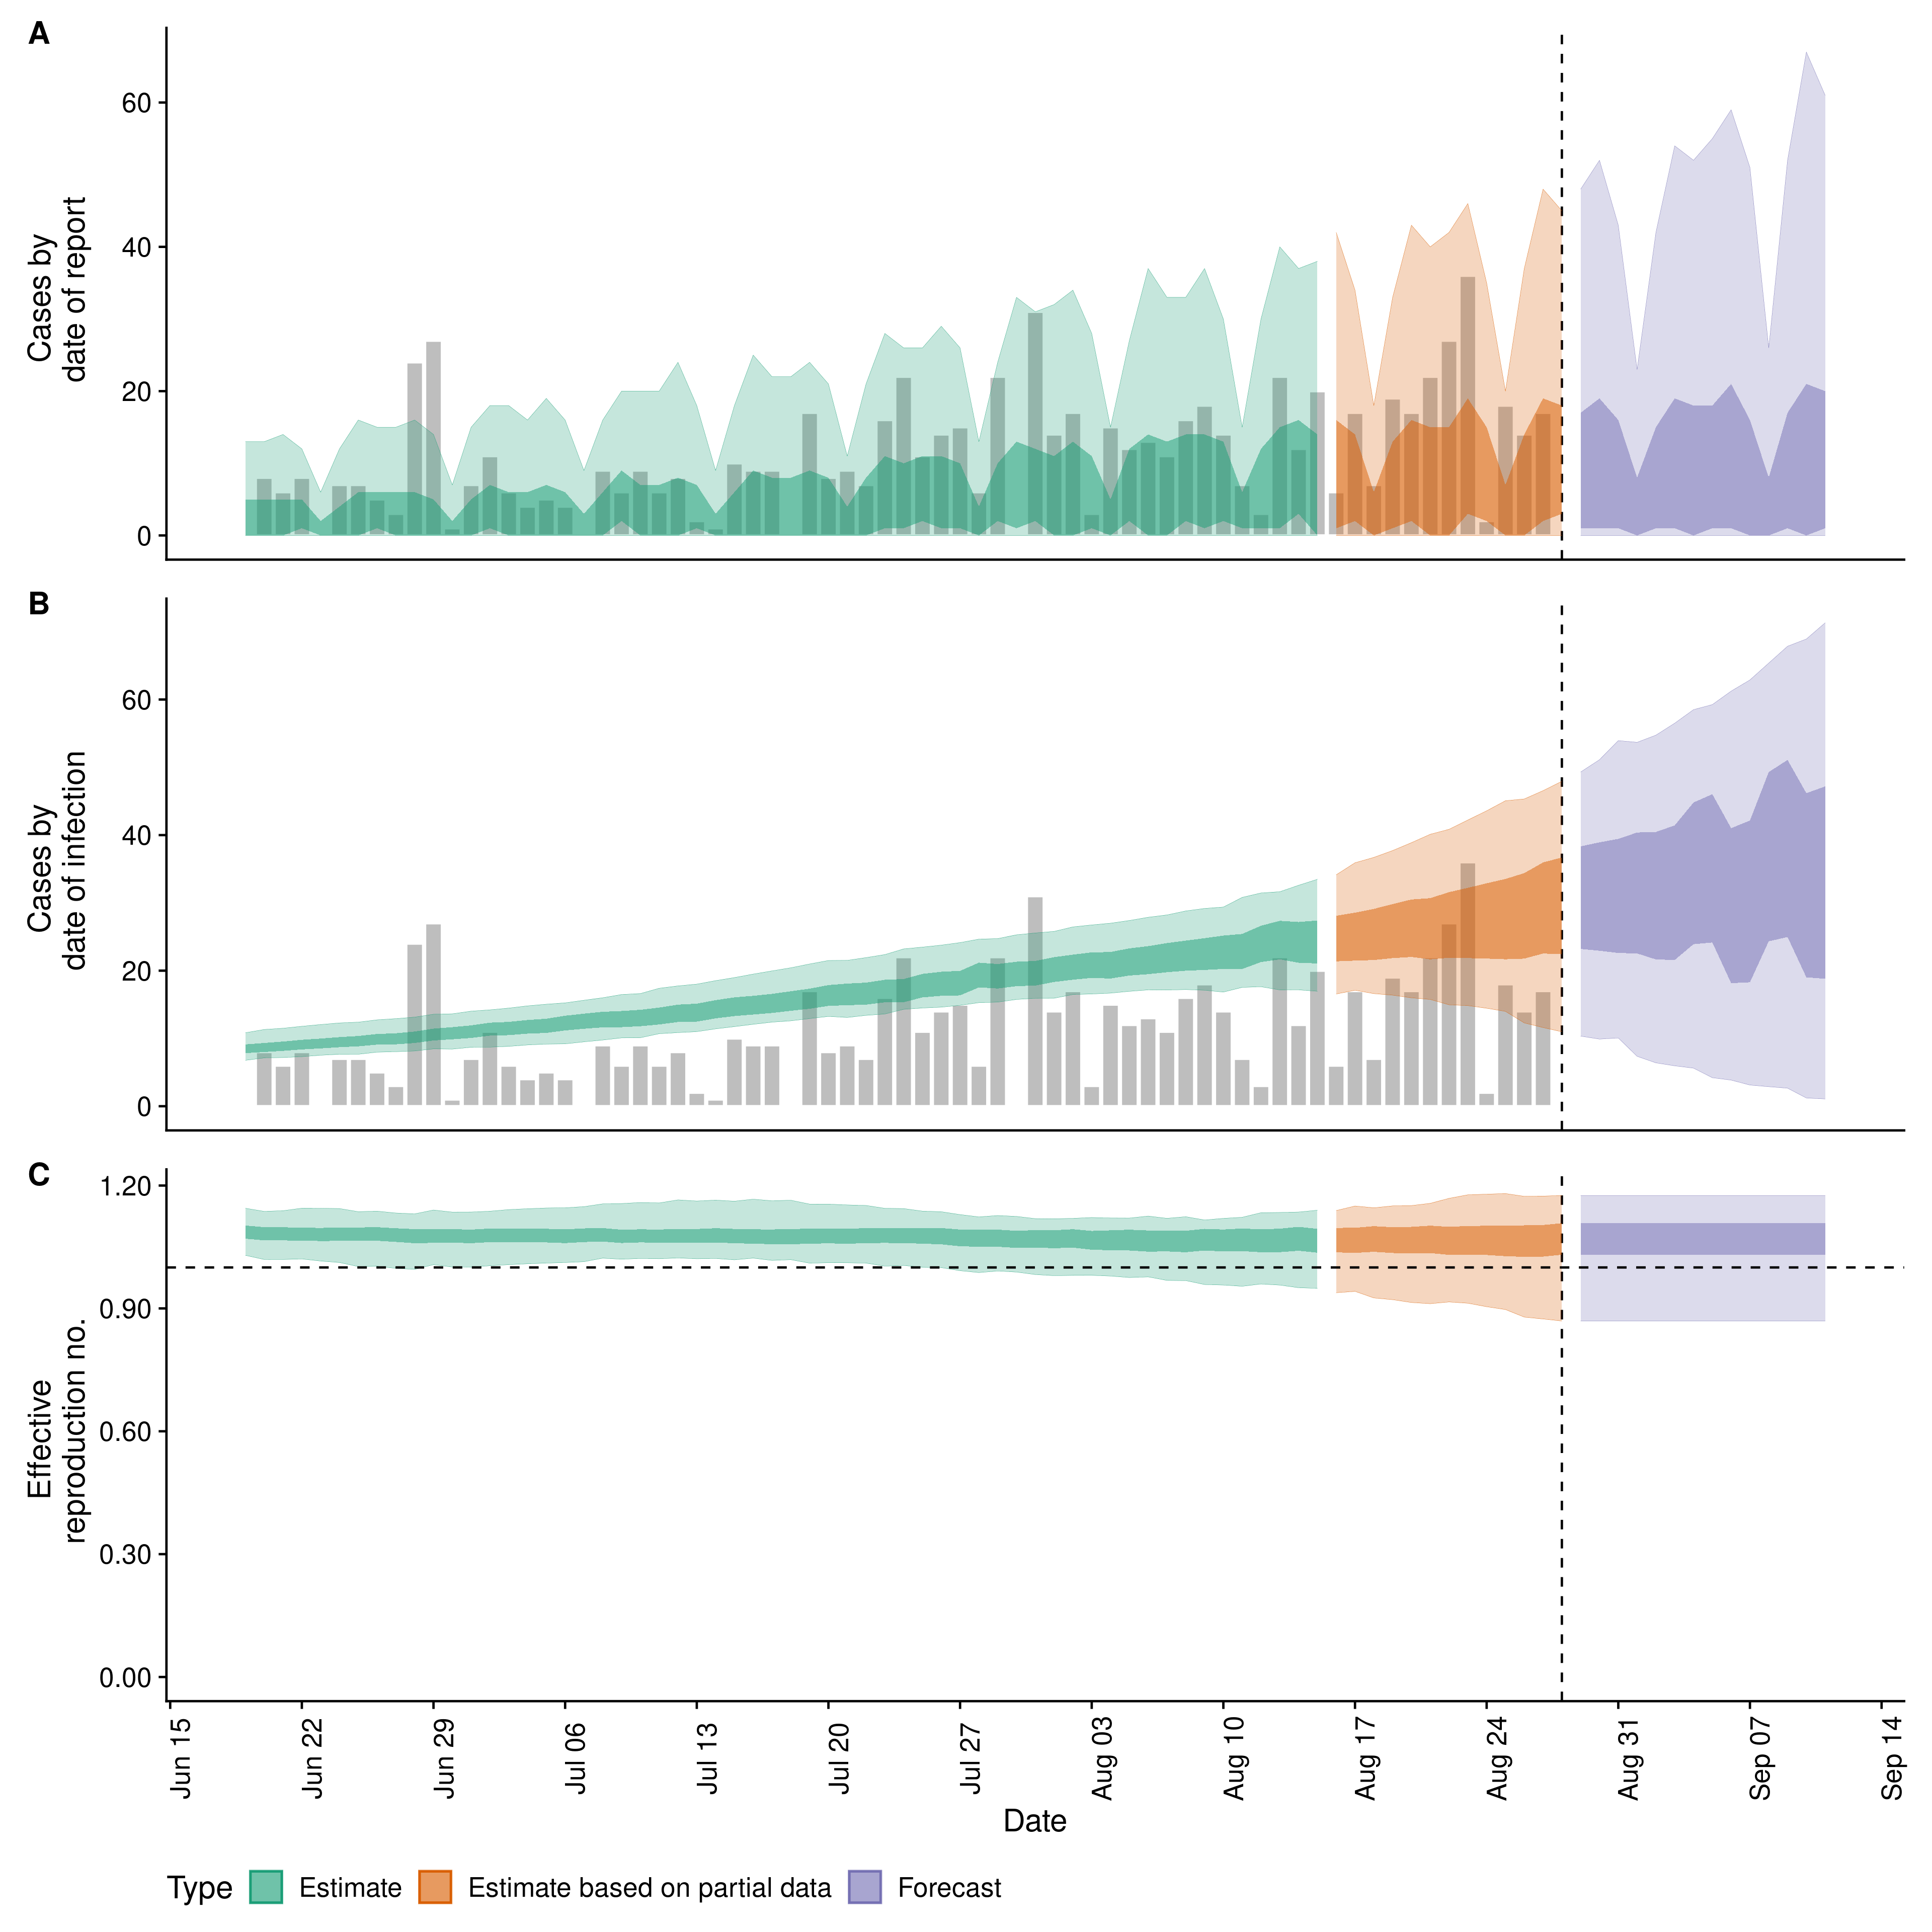 A
60
40
20
0
Cases by
date of report
B
60
40
20
0
Cases by
date of infection
C
1.20
0.90
0.60
0.30
0.00
Effective
reproduction no.
Jun 15
Jun 22
Jun 29
Jul 06
Jul 13
Jul 20
Jul 27
Aug 03
Aug 10
Aug 17
Aug 24
Aug 31
Sep 07
Sep 14
Date
Type Estimate Estimate based on partial data Forecast